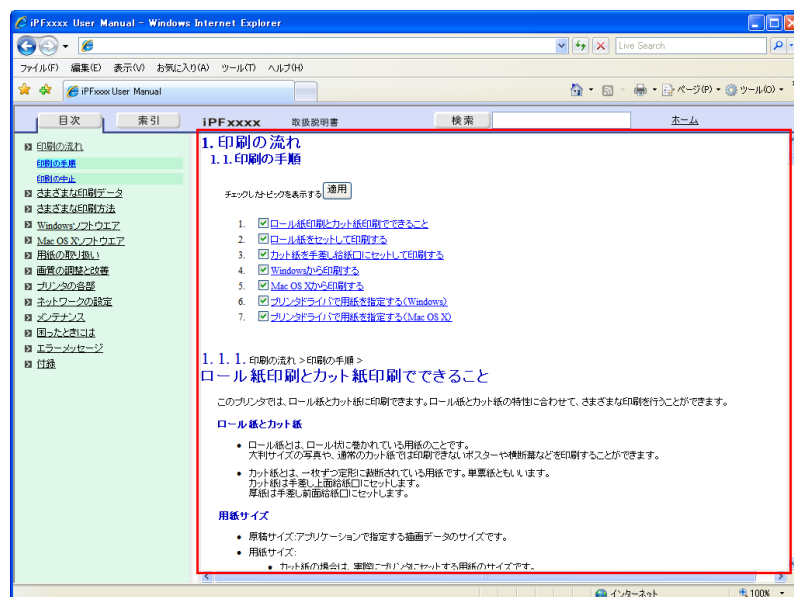 iPFxxxx User Manual - Windows Internet Explorer
Live Search
ファイル(F) 編集(E) 表示(V) お気に入り(A) ツール(T) ヘルプ(H)
iPFxxxx User Manual
ページ(P) ツール(O)
目次 索引 iPFxxxx 取扱説明書 検索 ホーム
印刷の流れ
印刷の手順
印刷の中止
さまざまな印刷データ
さまざまな印刷方法
Windowsソフトウエア
Mac OS Xソフトウエア
用紙の取り扱い
画質の調整と改善
プリンタの各部
ネットワークの設定
メンテナンス
困ったときには
エラーメッセージ
付録
1. 印刷の流れ
1. 1. 印刷の手順
チェックしたトピックを表示する 適用
1. ロール紙印刷とカット紙印刷でできること
2. ロール紙をセットして印刷する
3. カット紙を手差し給紙口にセットして印刷する
4. Windowsから印刷する
5. Mac OS Xから印刷する
6. プリンタドライバで用紙を指定する(Windows)
7. プリンタドライバで用紙を指定する(Mac OS X)
1. 1. 1. 印刷の流れ >印刷の手順 >
ロール紙印刷とカット紙印刷でできること
このプリンタでは、ロール紙とカット紙に印刷できます。ロール紙とカット紙の特性に合わせて、さまざまな印刷を行うことができます。
ロール紙とカット紙
• ロール紙とは、ロール状に巻かれている用紙のことです。
大判サイズの写真や、通常のカット紙では印刷できないポスターや横断幕などを印刷することができます。
• カット紙とは、一枚ずつ定形に裁断されている用紙です。単票紙ともいいます。
カット紙は手差し上面給紙口にセットします。
厚紙は手差し前面給紙口にセットします。
用紙サイズ
• 原稿サイズ:アプリケーションで指定する描画データのサイズです。
• 用紙サイズ:
• カット紙の場合は、実際にプリンタにセットする用紙のサイズです。
インターネット 100%